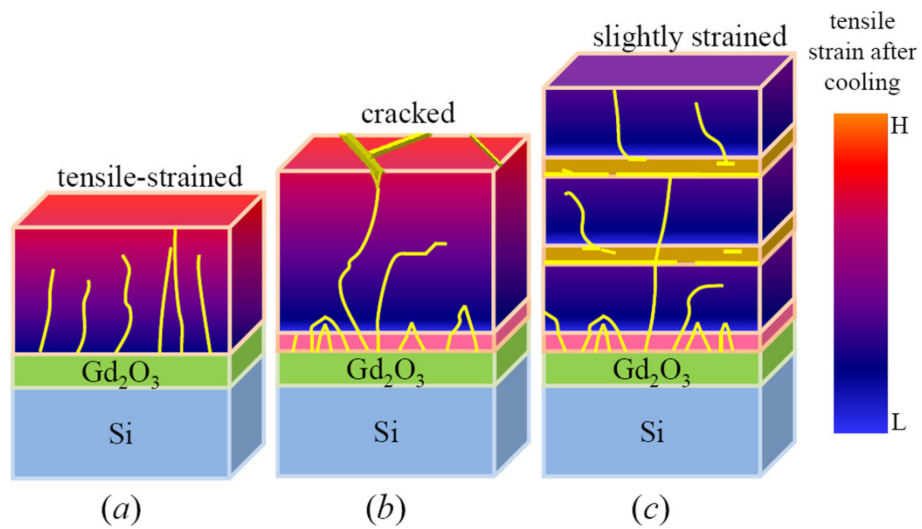 tensile-strained
cracked
slightly strained
tensile
strain after
cooling
H
L
Gd₂O₃
Gd₂O₃
Gd₂O₃
Si
Si
Si
(a)
(b)
(c)